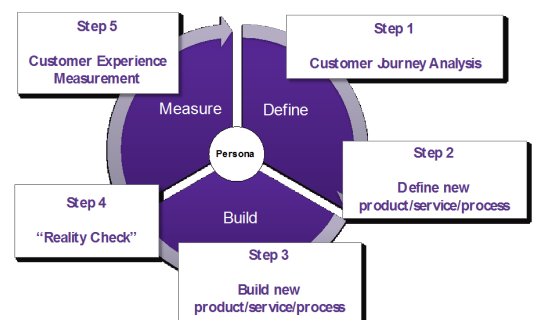 Step 5
Customer Experience
Measurement
Step 1
Customer Journey Analysis
Measure
Define
Persona
Step 2
Define new
product/service/process
Step 4
“Reality Check”
Build
Step 3
Build new
product/service/process